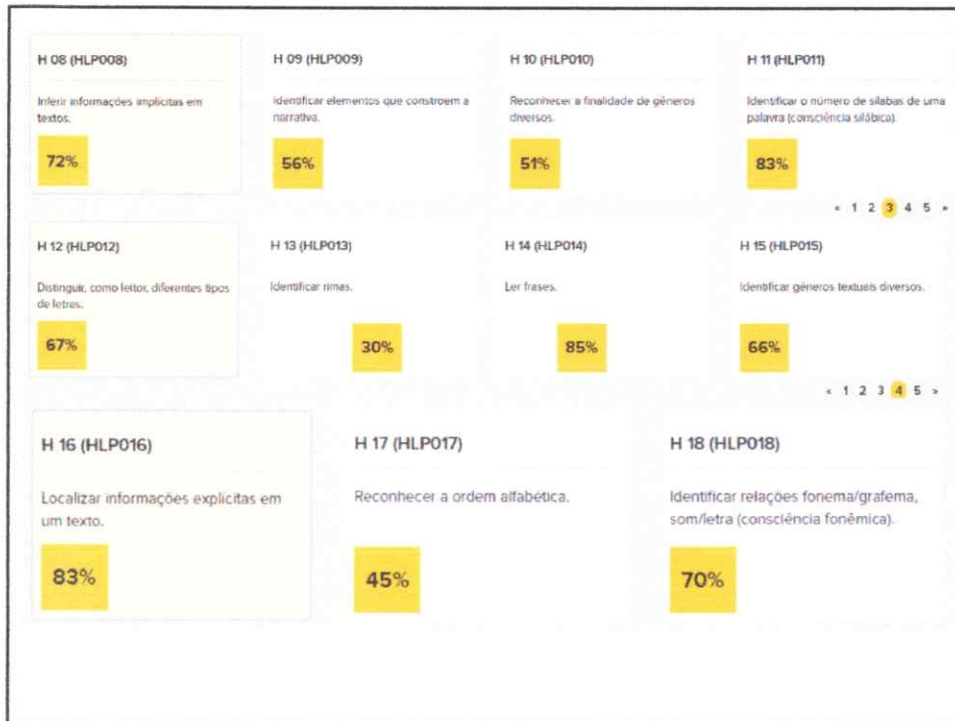 H 08 (HLP008)
Inferir informações implícitas em
textos.
72%
H 09 (HLP009)
Identificar elementos que constroem a
narrativa.
56%
H 10 (HLP010)
Reconhecer a finalidade de gêneros
diversos.
51%
H 11 (HLP011)
Identificar o número de sílabas de uma
palavra (consciência silábica).
83%
« 1 2 3 4 5 »
H 12 (HLP012)
Distinguir, como leitor, diferentes tipos
de letras.
67%
H 13 (HLP013)
Identificar rimas.
30%
H 14 (HLP014)
Ler frases.
85%
H 15 (HLP015)
Identificar gêneros textuais diversos.
66%
< 1 2 3 4 5 >
H 16 (HLP016)
Localizar informações explícitas em
um texto.
83%
H 17 (HLP017)
Reconhecer a ordem alfabética.
45%
H 18 (HLP018)
Identificar relações fonema/grafema,
som/letra (consciência fonêmica).
70%